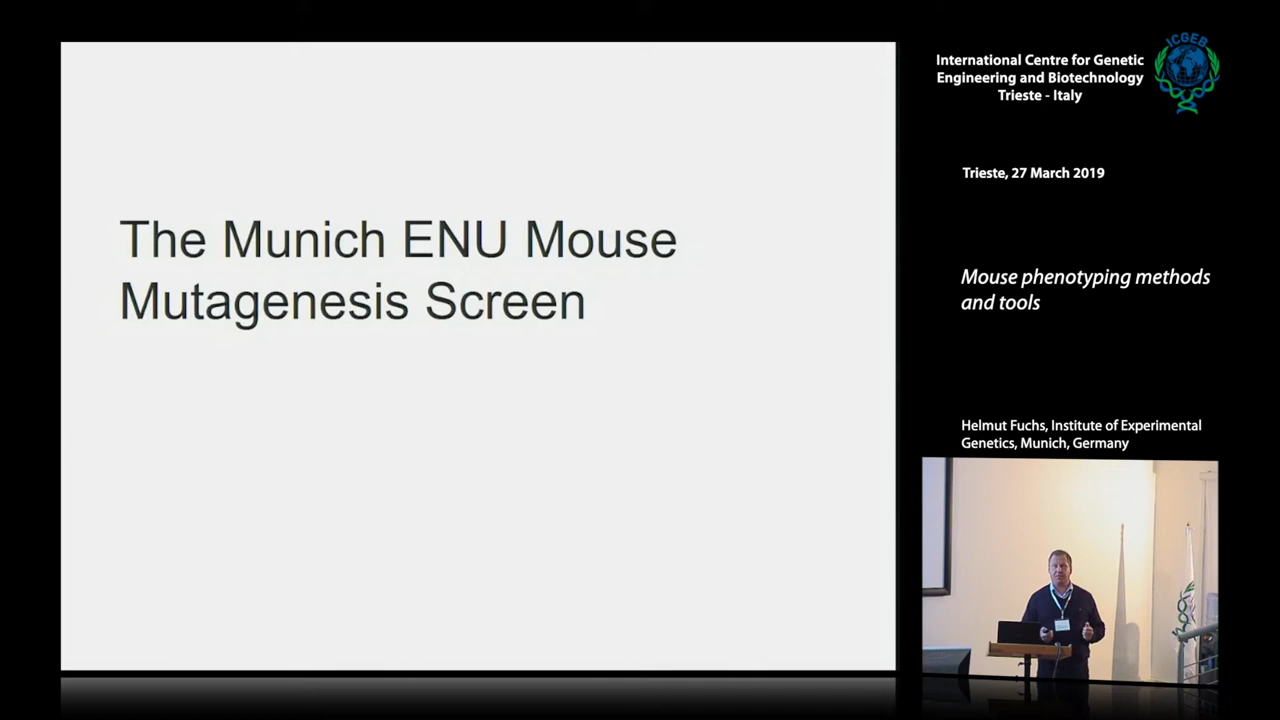 The Munich ENU Mouse
Mutagenesis Screen
International Centre for Genetic
Engineering and Biotechnology
Trieste - Italy
ICGEB
Trieste, 27 March 2019
Mouse phenotyping methods
and tools
Helmut Fuchs, Institute of Experimental
Genetics, Munich, Germany